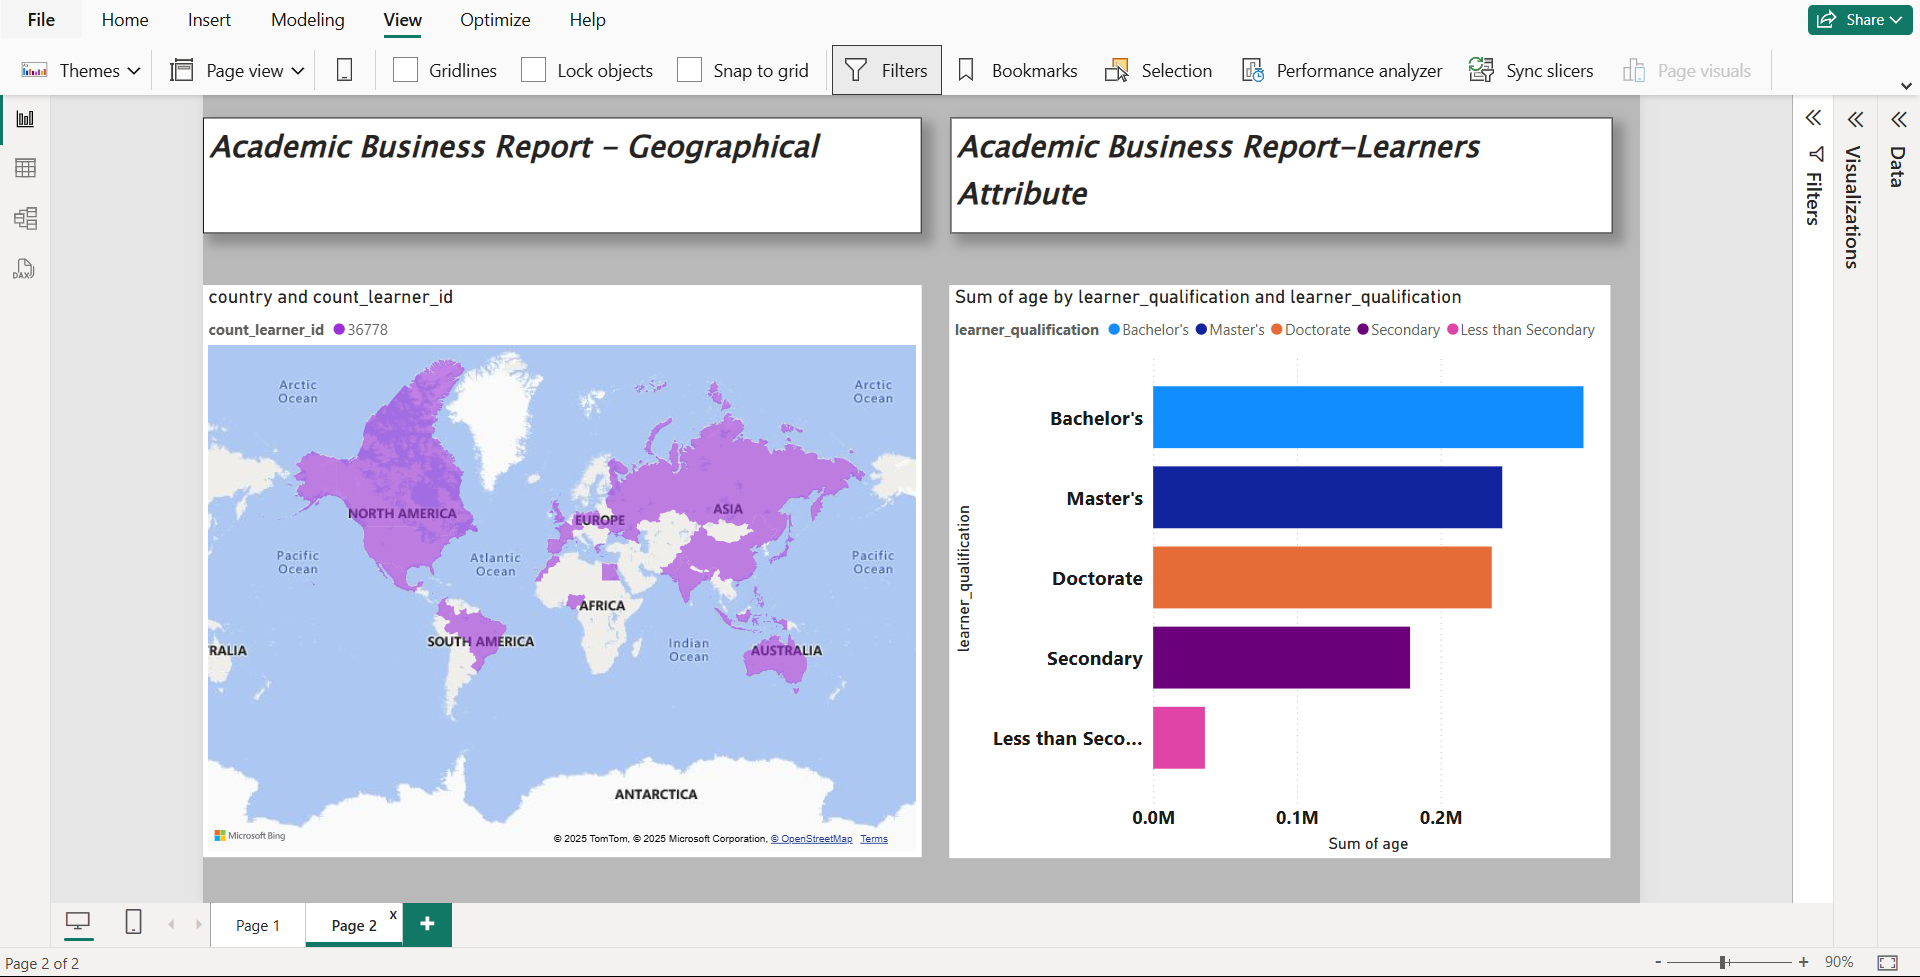 File Home Insert Modeling View Optimize Help Share
Themes Page view Gridlines Lock objects Snap to grid Filters Bookmarks Selection Performance analyzer Sync slicers Page visuals
DAX
Academic Business Report - Geographical
Academic Business Report-Learners
Attribute
country and count_learner_id
count_learner_id 36778
Arctic
Ocean
Arctic
Ocean
NORTH AMERICA
EUROPE
ASIA
Pacific
Ocean
Atlantic
Ocean
Pacific
Ocean
AFRICA
SOUTH AMERICA
Indian
Ocean
RALIA
AUSTRALIA
ANTARCTICA
Microsoft Bing
© 2025 TomTom, © 2025 Microsoft Corporation, © OpenStreetMap Terms
Sum of age by learner_qualification and learner_qualification
learner_qualification Bachelor's Master's Doctorate Secondary Less than Secondary
learner_qualification
Bachelor's
Master's
Doctorate
Secondary
Less than Seco...
0.0M 0.1M 0.2M
Sum of age
Filters
Visualizations
Data
Page 1 Page 2 x +
Page 2 of 2
- + 90%